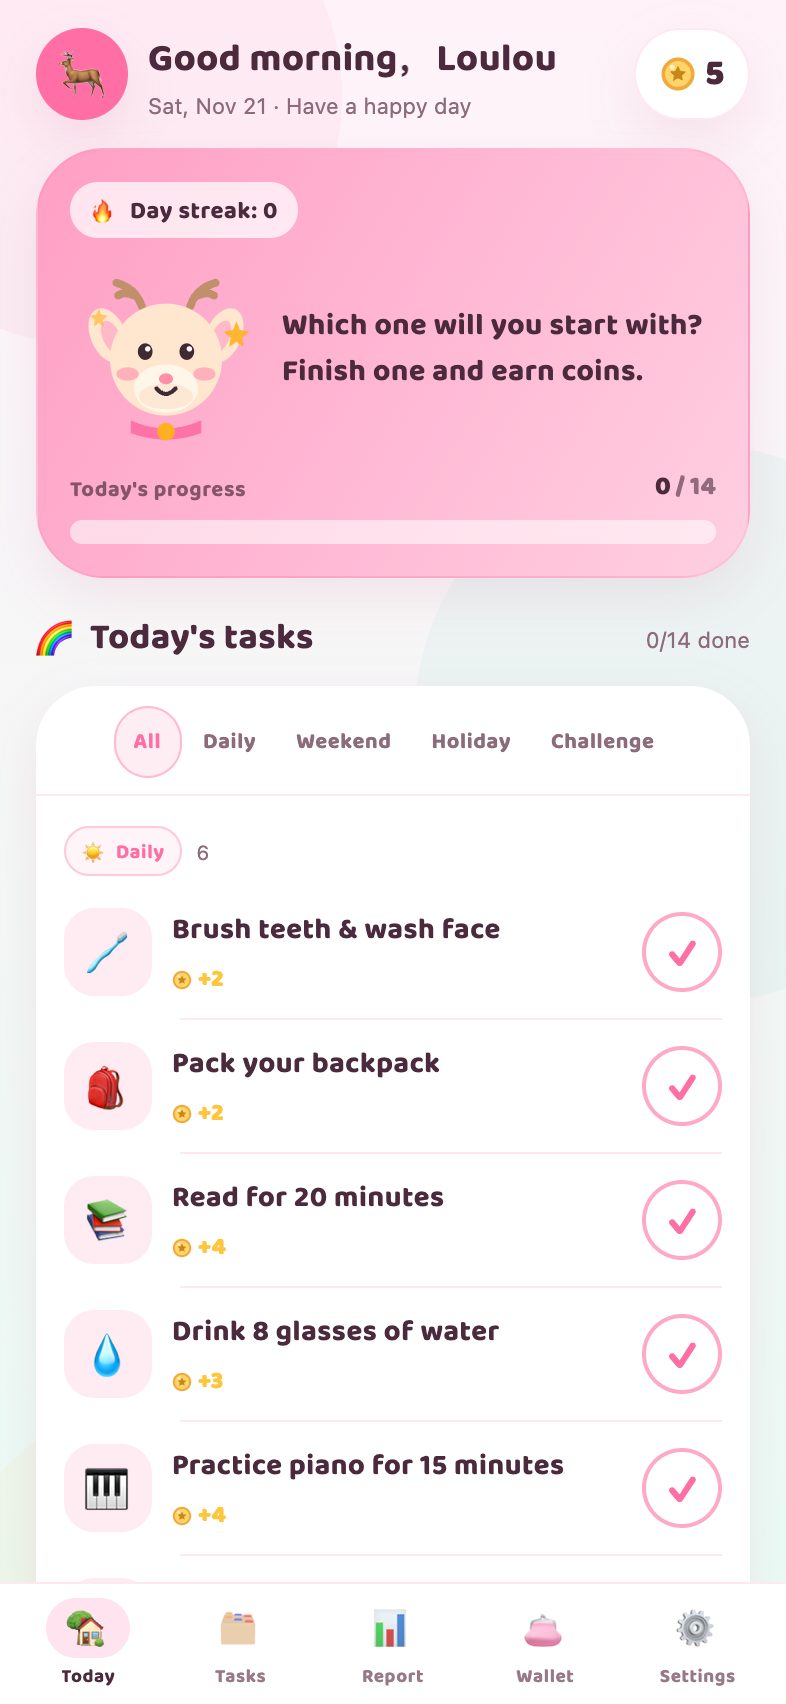 Good morning， Loulou
Sat, Nov 21 · Have a happy day
5
Day streak: 0
Which one will you start with?
Finish one and earn coins.
Today's progress
0 / 14
Today's tasks
0/14 done
All Daily Weekend Holiday Challenge
Daily 6
Brush teeth & wash face
+2
Pack your backpack
+2
Read for 20 minutes
+4
Drink 8 glasses of water
+3
Practice piano for 15 minutes
+4
Today Tasks Report Wallet Settings